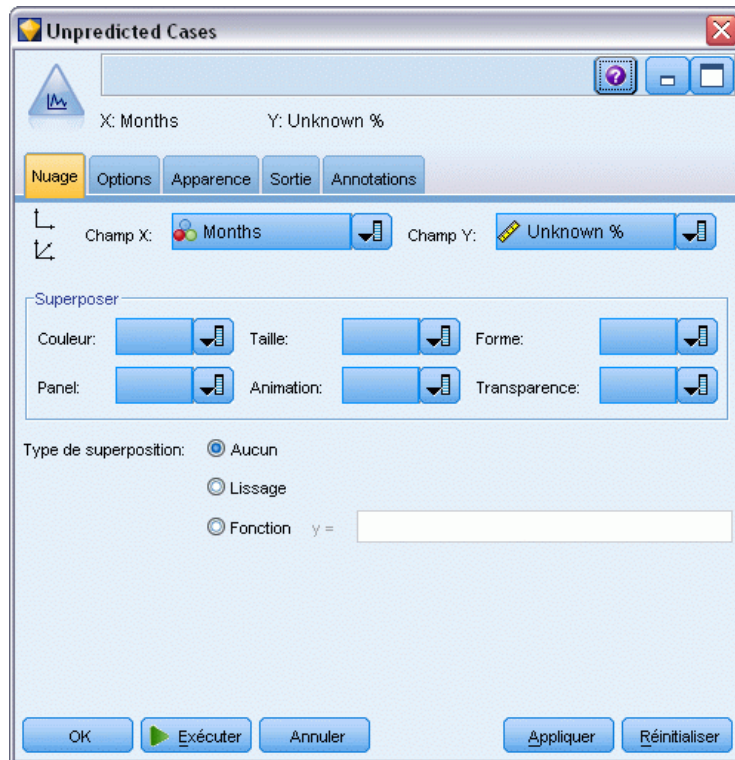 Unpredicted Cases
X: Months Y: Unknown %
Nuage Options Apparence Sortie Annotations
Champ X: Months Champ Y: Unknown %
Superposer
Couleur: Taille: Forme:
Panel: Animation: Transparence:
Type de superposition: Aucun
Lissage
Fonction y =
OK Exécuter Annuler Appliquer Réinitialiser